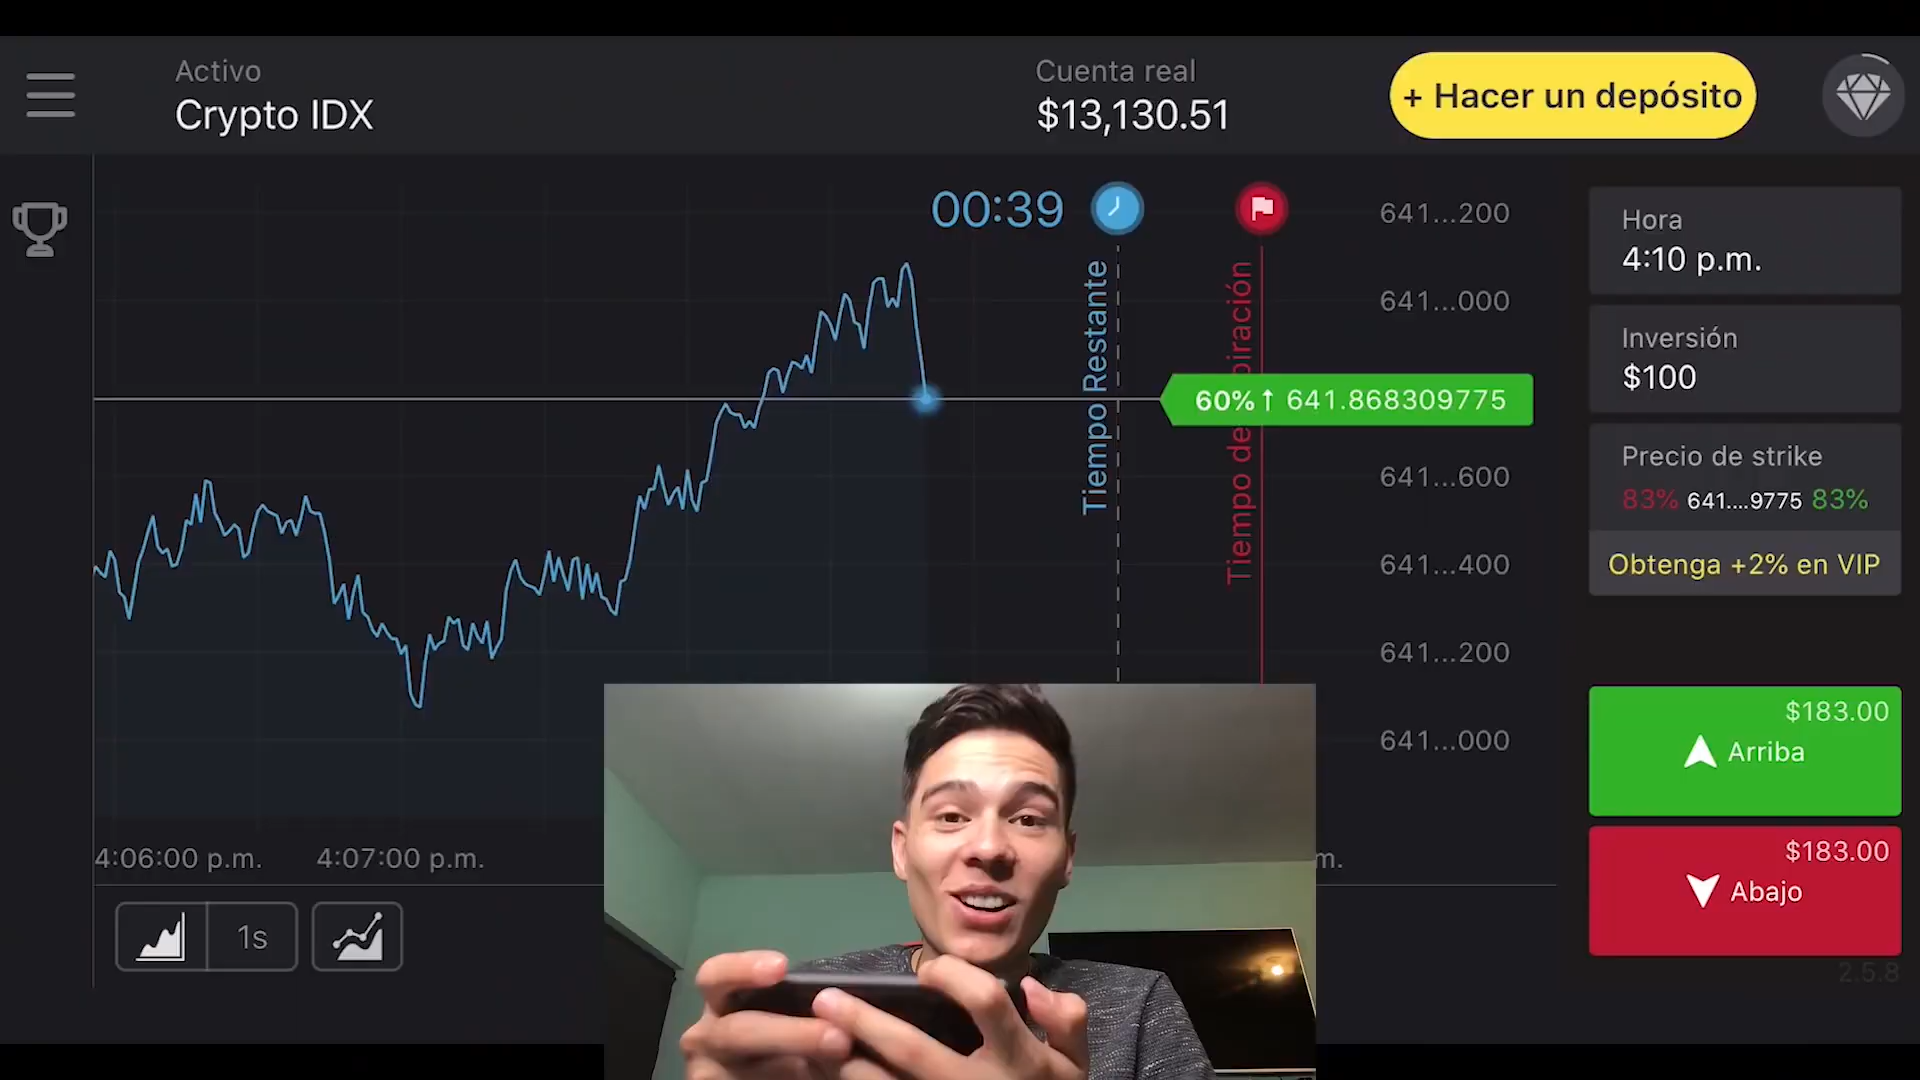 Activo
Crypto IDX
Cuenta real
$13,130.51
+ Hacer un depósito
00:39
Tiempo Restante
641...200
641...000
60%↑ 641.868309775
641...600
641...400
641...200
641...000
Hora
4:10 p.m.
Inversión
$100
Precio de strike
83% 641....9775 83%
Obtenga +2% en VIP
$183.00
Arriba
$183.00
Abajo
2.5.8
4:06:00 p.m.
4:07:00 p.m.
1s